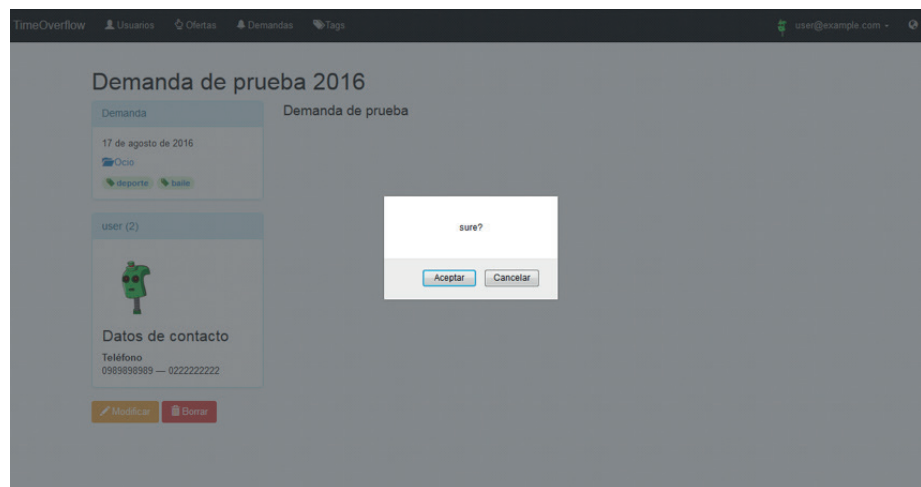 TimeOverflow Usuarios Ofertas Demandas Tags user@example.com
Demanda de prueba 2016
Demanda
Demanda de prueba
17 de agosto de 2016
Ocio
deporte baile
user (2)
sure?
Aceptar Cancelar
Datos de contacto
Teléfono
0989898989 — 0222222222
Modificar Borrar